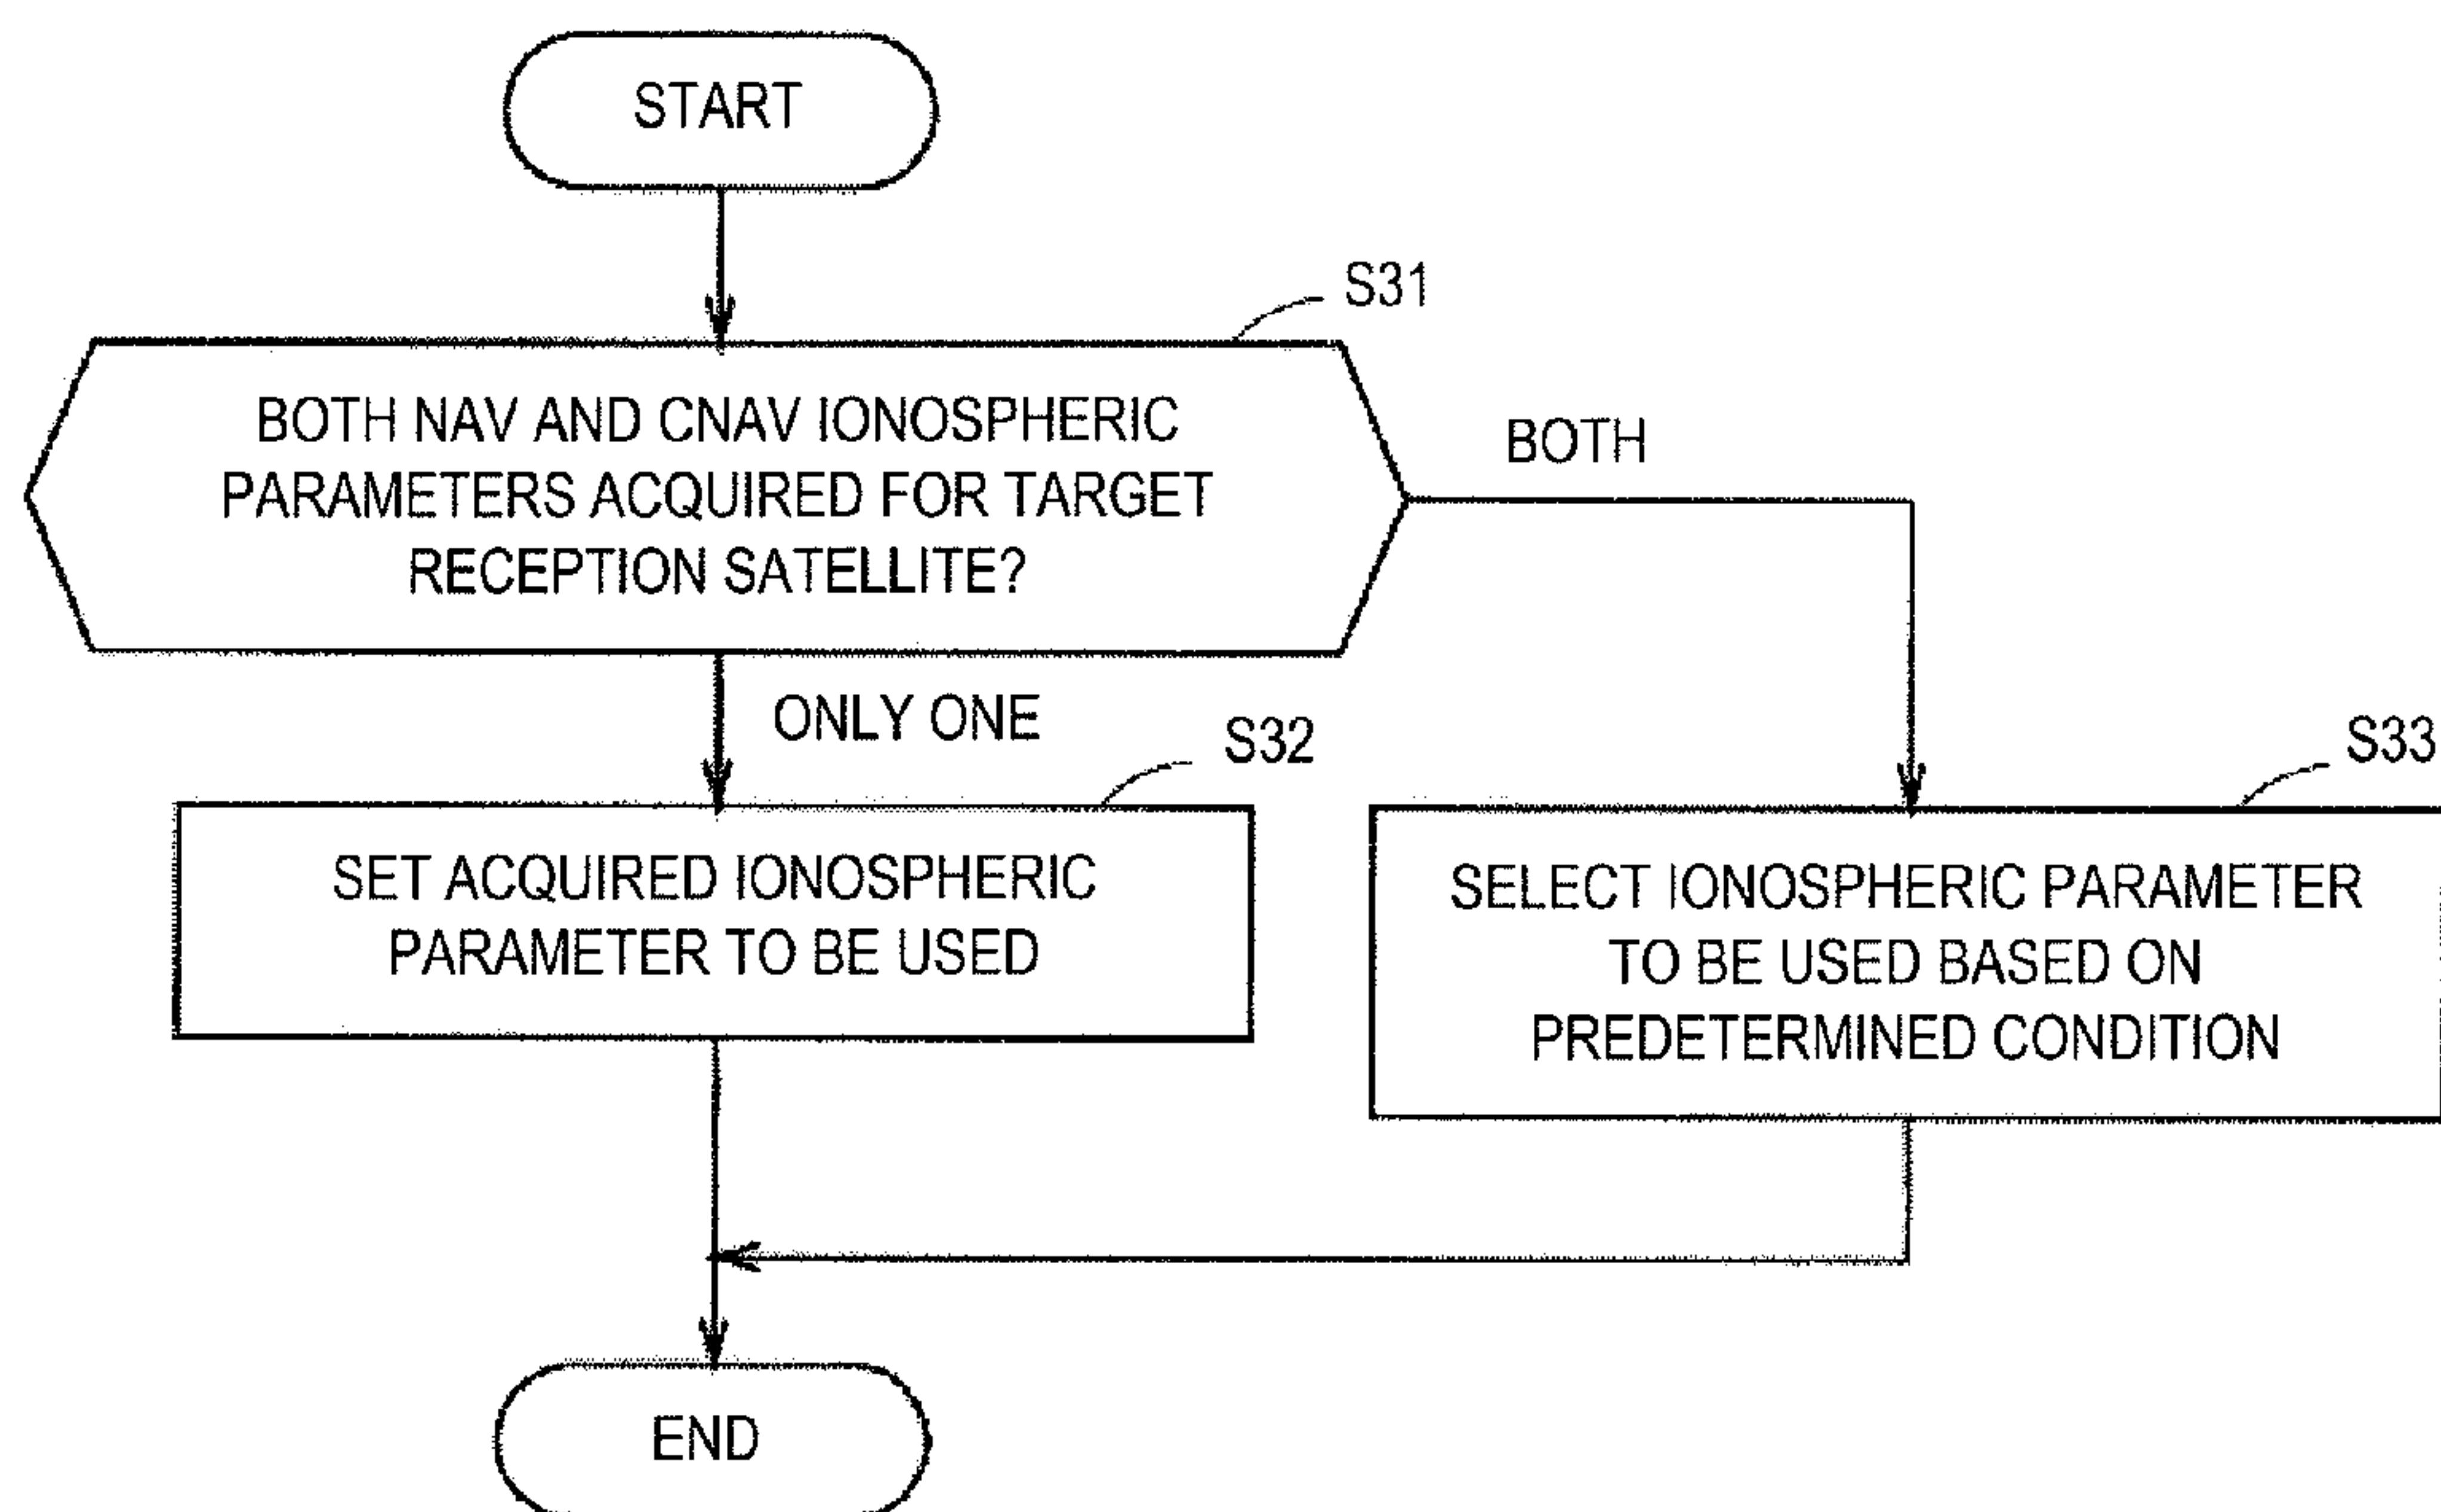 START
S31
BOTH NAV AND CNAV IONOSPHERIC
PARAMETERS ACQUIRED FOR TARGET
RECEPTION SATELLITE?
BOTH
ONLY ONE
S32
S33
SET ACQUIRED IONOSPHERIC
PARAMETER TO BE USED
SELECT IONOSPHERIC PARAMETER
TO BE USED BASED ON
PREDETERMINED CONDITION
END